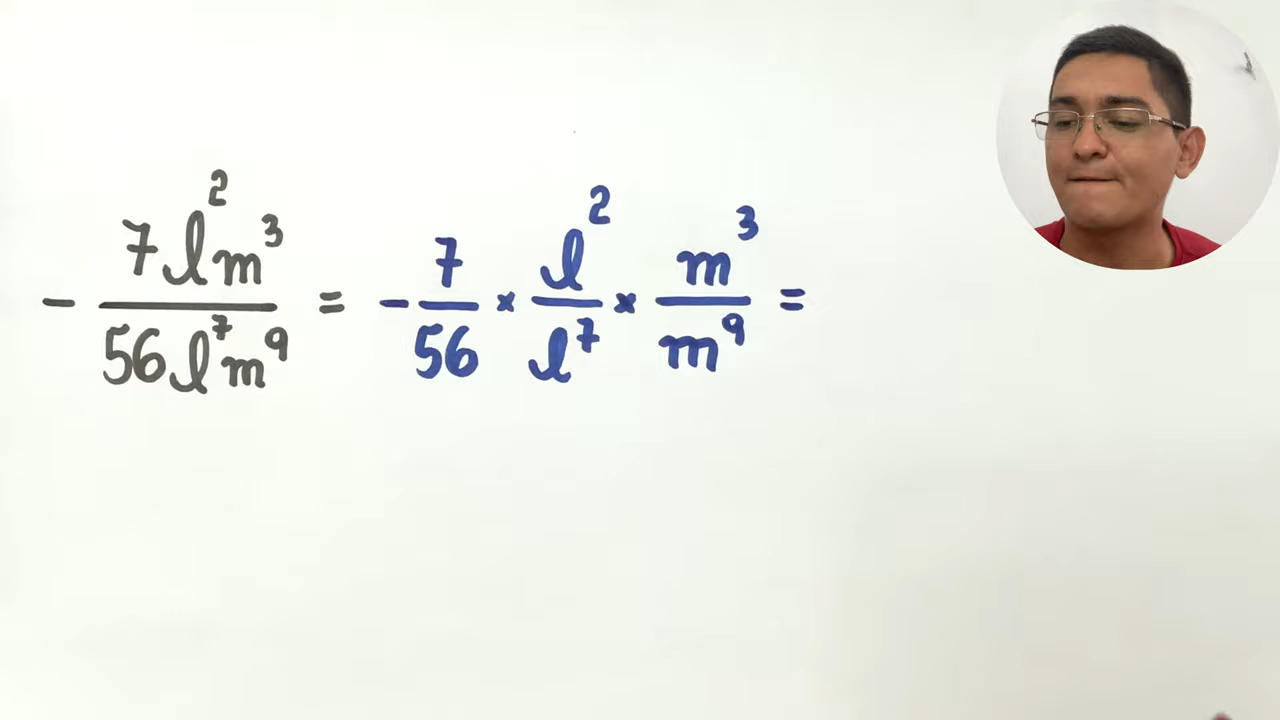 - 7l²m³/56l⁷m⁹ = - 7/56 × l²/l⁷ × m³/m⁹ =